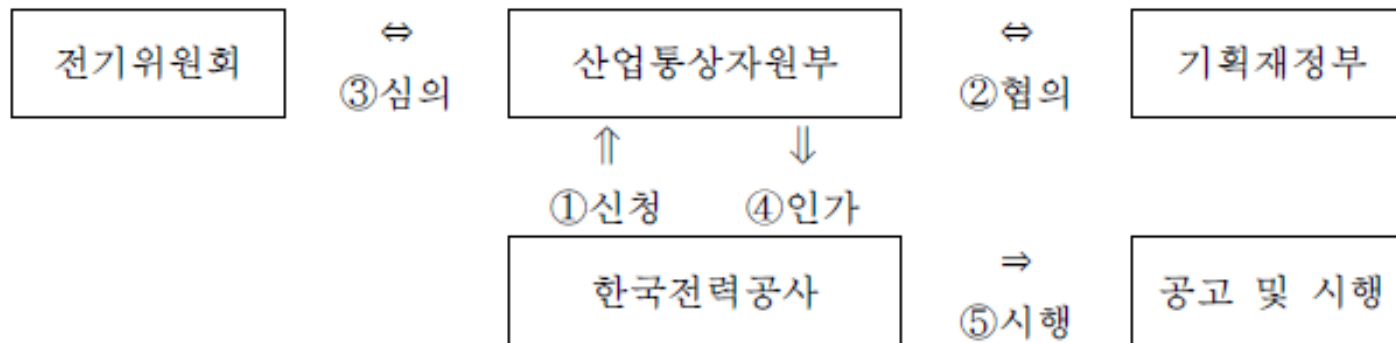 전기위원회 ⇔ 산업통상자원부 ⇔ 기획재정부
③심의 ②협의
⇑ ⇓
①신청 ④인가
한국전력공사 ⇒ 공고 및 시행
⑤시행